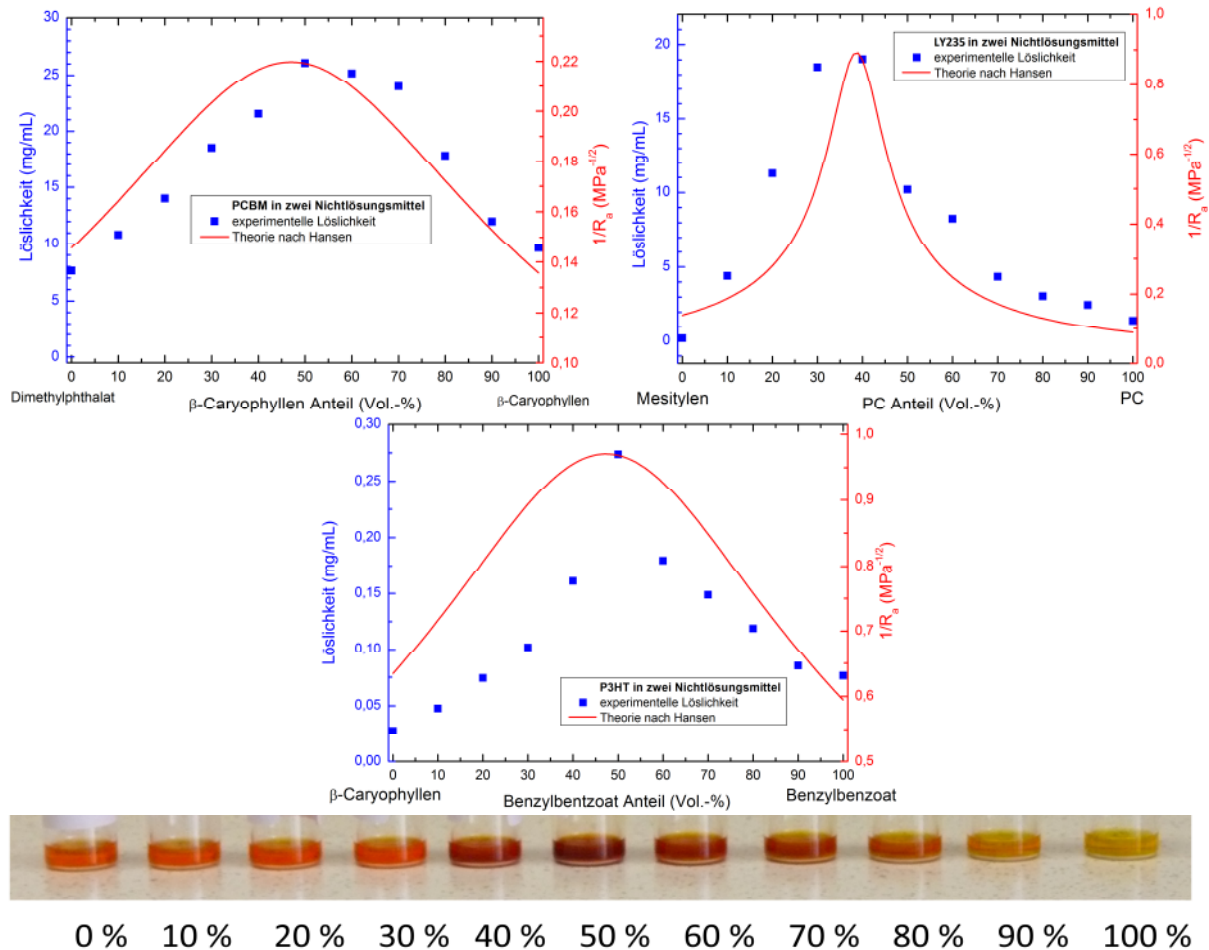 30
25
20
15
10
5
0
Löslichkeit (mg/mL)
PCBM in zwei Nichtlösungsmittel
experimentelle Löslichkeit
Theorie nach Hansen
0,22
0,20
0,18
0,16
0,14
0,12
0,10
1/Ra (MPa-1/2)
0 10 20 30 40 50 60 70 80 90 100
Dimethylphthalat
β-Caryophyllen Anteil (Vol.-%)
β-Caryophyllen
20
15
10
5
0
Löslichkeit (mg/mL)
LY235 in zwei Nichtlösungsmittel
experimentelle Löslichkeit
Theorie nach Hansen
1,0
0,8
0,6
0,4
0,2
0,0
1/Ra (MPa-1/2)
0 10 20 30 40 50 60 70 80 90 100
Mesitylen
PC Anteil (Vol.-%)
PC
0,30
0,25
0,20
0,15
0,10
0,05
0,00
Löslichkeit (mg/mL)
P3HT in zwei Nichtlösungsmittel
experimentelle Löslichkeit
Theorie nach Hansen
1,0
0,9
0,8
0,7
0,6
0,5
1/Ra (MPa-1/2)
0 10 20 30 40 50 60 70 80 90 100
β-Caryophyllen
Benzylbentzoat Anteil (Vol.-%)
Benzylbenzoat
0 % 10 % 20 % 30 % 40 % 50 % 60 % 70 % 80 % 90 % 100 %